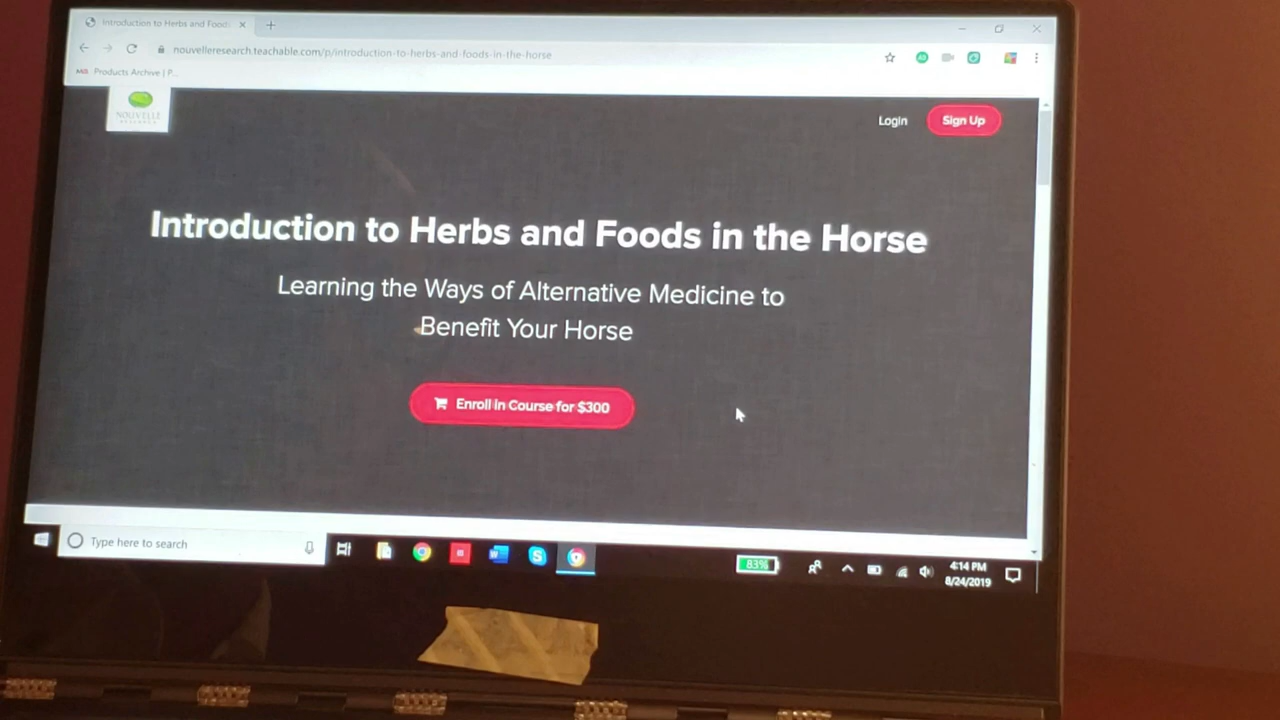 Introduction to Herbs and Foods
nouvelleresearch.teachable.com/p/introduction-to-herbs-and-foods-in-the-horse
Products Archive | P...
NOUVELLE
RESEARCH
Login
Sign Up
Introduction to Herbs and Foods in the Horse
Learning the Ways of Alternative Medicine to
Benefit Your Horse
Enroll in Course for $300
Type here to search
83%
4:14 PM
8/24/2019